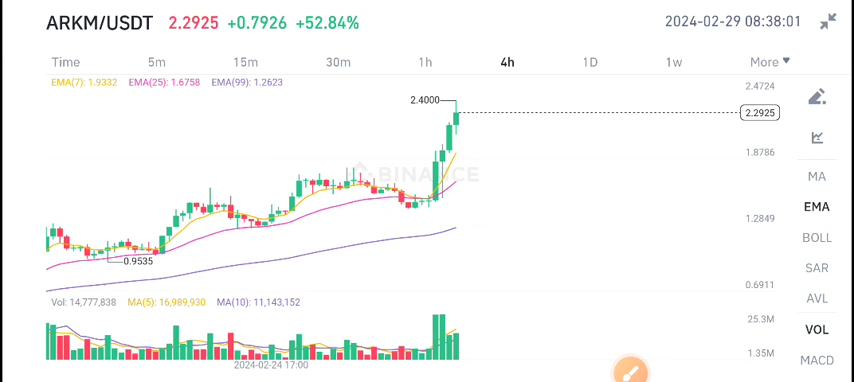 ARKM/USDT 2.2925 +0.7926 +52.84% 2024-02-29 08:38:01
Time 5m 15m 30m 1h 4h 1D 1w More
EMA(7): 1.9332 EMA(25): 1.6758 EMA(99): 1.2623
2.4724
2.4000
2.2925
1.8786
BINANCE
MA
EMA
1.2849
BOLL
0.9535
SAR
0.6911
AVL
Vol: 14,777,838 MA(5): 16,989,930 MA(10): 11,143,152
25.3M
VOL
1.35M
MACD
2024-02-24 17:00